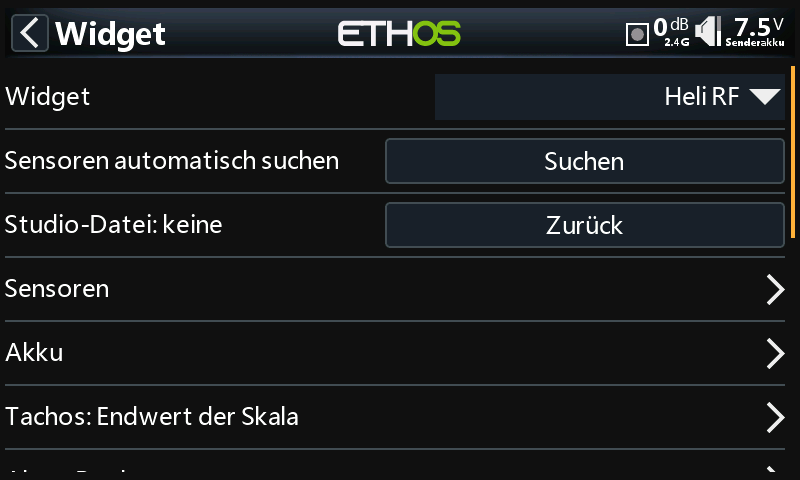 Widget
ETHOS
0 dB
2.4G
7.5V
Senderakku
Widget
Heli RF
Sensoren automatisch suchen
Suchen
Studio-Datei: keine
Zurück
Sensoren
Akku
Tachos: Endwert der Skala